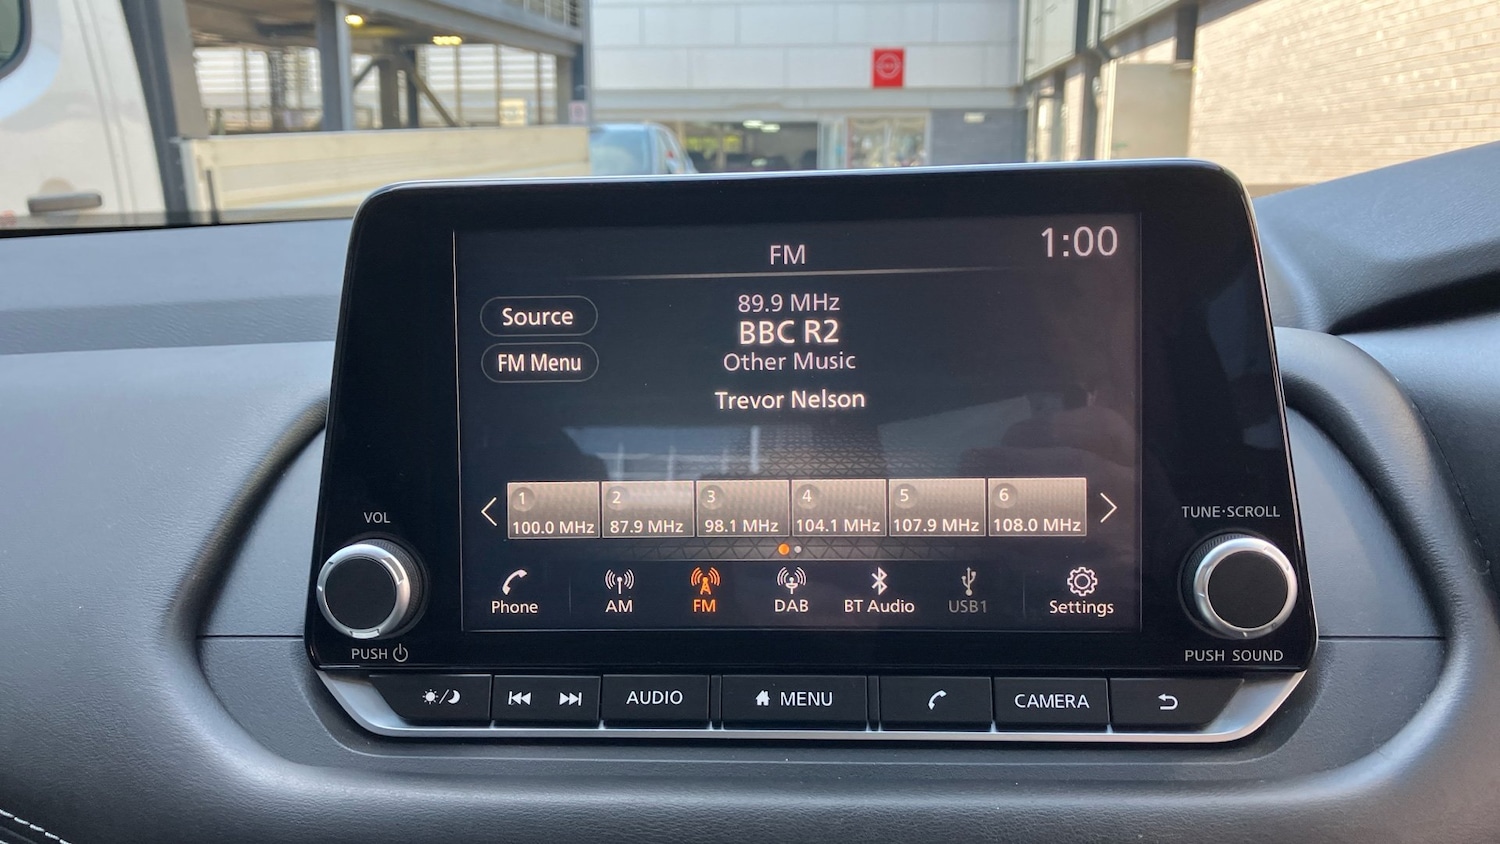 FM
1:00
89.9 MHz
Source
BBC R2
FM Menu
Other Music
Trevor Nelson
1 2 3 4 5 6
100.0 MHz 87.9 MHz 98.1 MHz 104.1 MHz 107.9 MHz 108.0 MHz
VOL
TUNE·SCROLL
Phone AM FM DAB BT Audio USB1 Settings
PUSH
PUSH SOUND
AUDIO MENU CAMERA